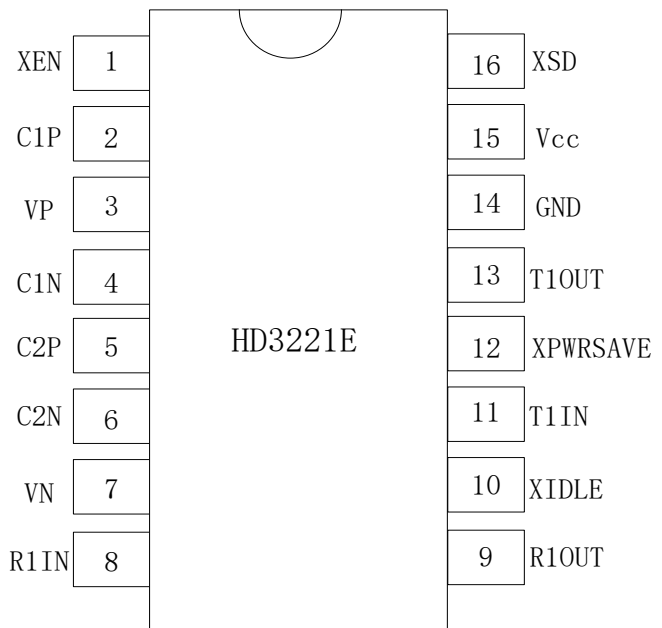 XEN 1 16 XSD
C1P 2 15 Vcc
VP 3 14 GND
C1N 4 13 T1OUT
C2P 5 HD3221E 12 XPWRSAVE
C2N 6 11 T1IN
VN 7 10 XIDLE
R1IN 8 9 R1OUT